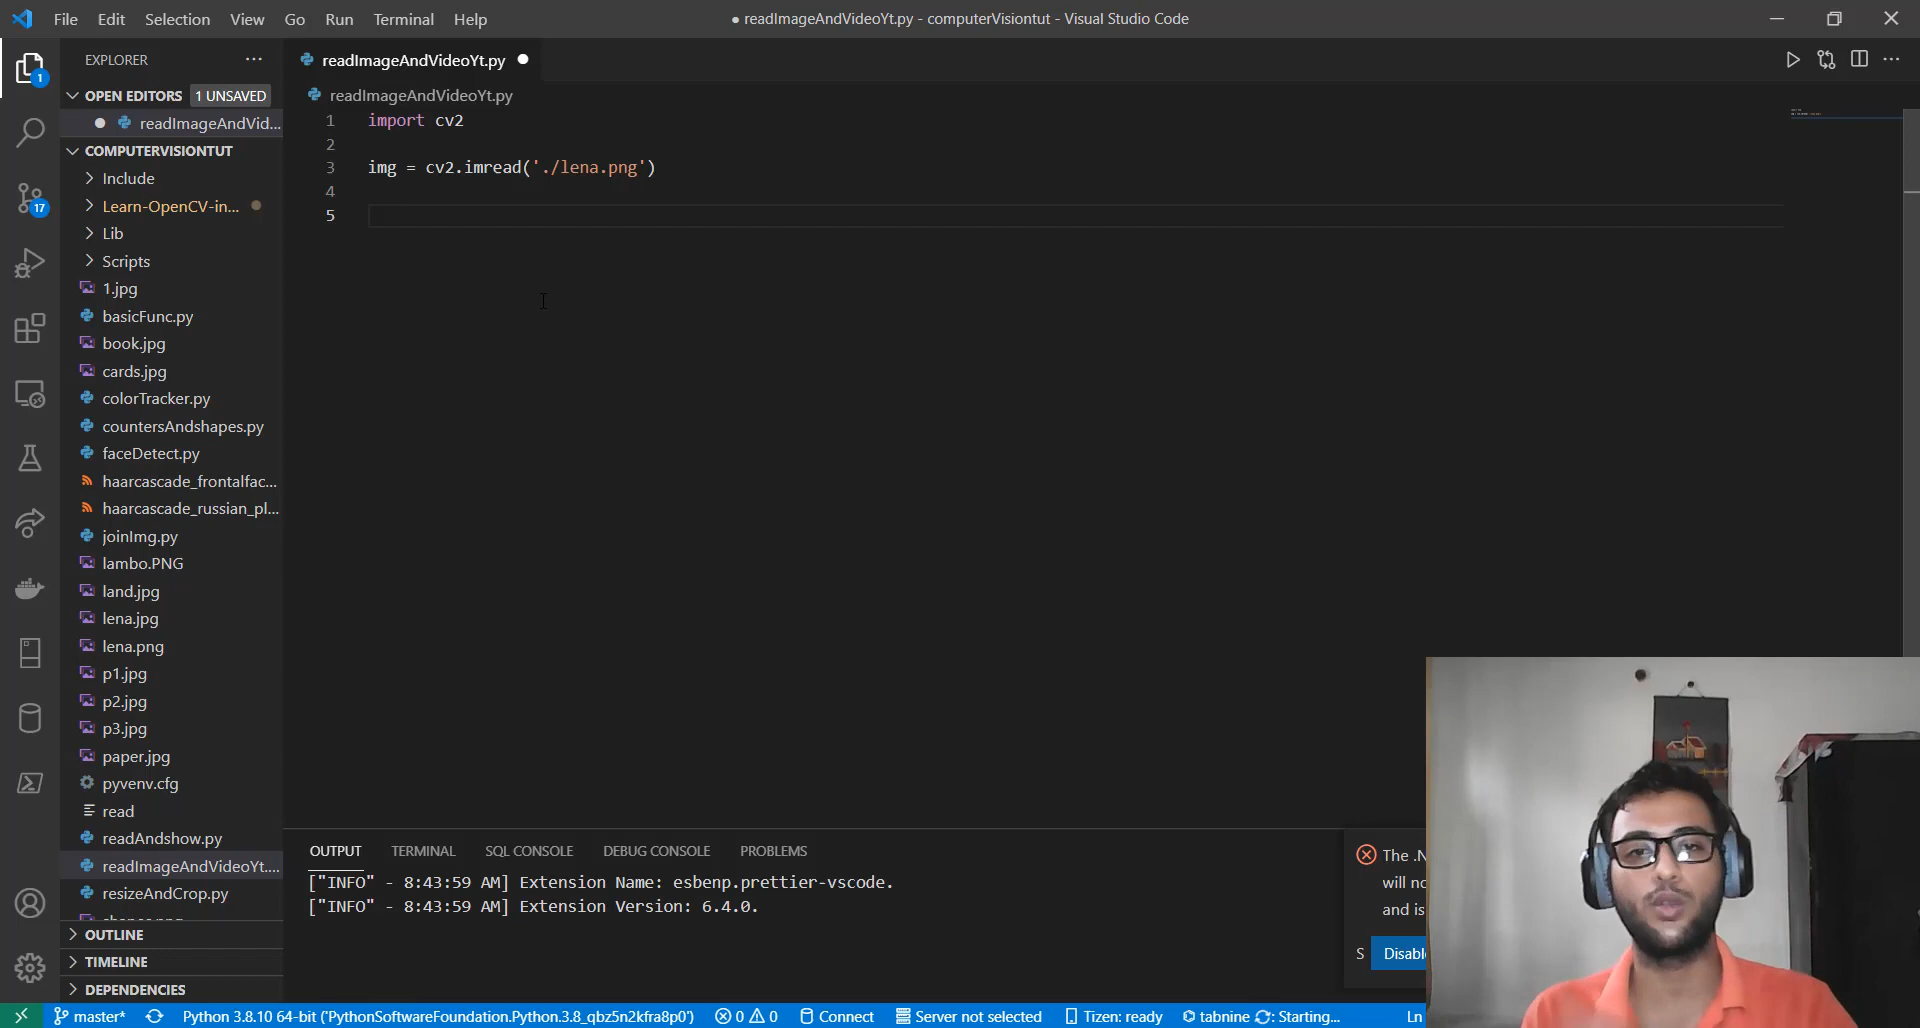 File Edit Selection View Go Run Terminal Help
● readImageAndVideoYt.py - computerVisiontut - Visual Studio Code
EXPLORER
OPEN EDITORS 1 UNSAVED
readImageAndVid...
COMPUTERVISIONTUT
Include
Learn-OpenCV-in...
Lib
Scripts
1.jpg
basicFunc.py
book.jpg
cards.jpg
colorTracker.py
countersAndshapes.py
faceDetect.py
haarcascade_frontalfac...
haarcascade_russian_pl...
joinImg.py
lambo.PNG
land.jpg
lena.jpg
lena.png
p1.jpg
p2.jpg
p3.jpg
paper.jpg
pyvenv.cfg
read
readAndshow.py
readImageAndVideoYt....
resizeAndCrop.py
OUTLINE
TIMELINE
DEPENDENCIES
1
17
readImageAndVideoYt.py
readImageAndVideoYt.py
1 import cv2
2
3 img = cv2.imread('./lena.png')
4
5
OUTPUT TERMINAL SQL CONSOLE DEBUG CONSOLE PROBLEMS
["INFO" - 8:43:59 AM] Extension Name: esbenp.prettier-vscode.
["INFO" - 8:43:59 AM] Extension Version: 6.4.0.
The .N
will no
and is
S Disabl
master* Python 3.8.10 64-bit ('PythonSoftwareFoundation.Python.3.8_qbz5n2kfra8p0') 0 0 Connect Server not selected Tizen: ready tabnine : Starting... Ln